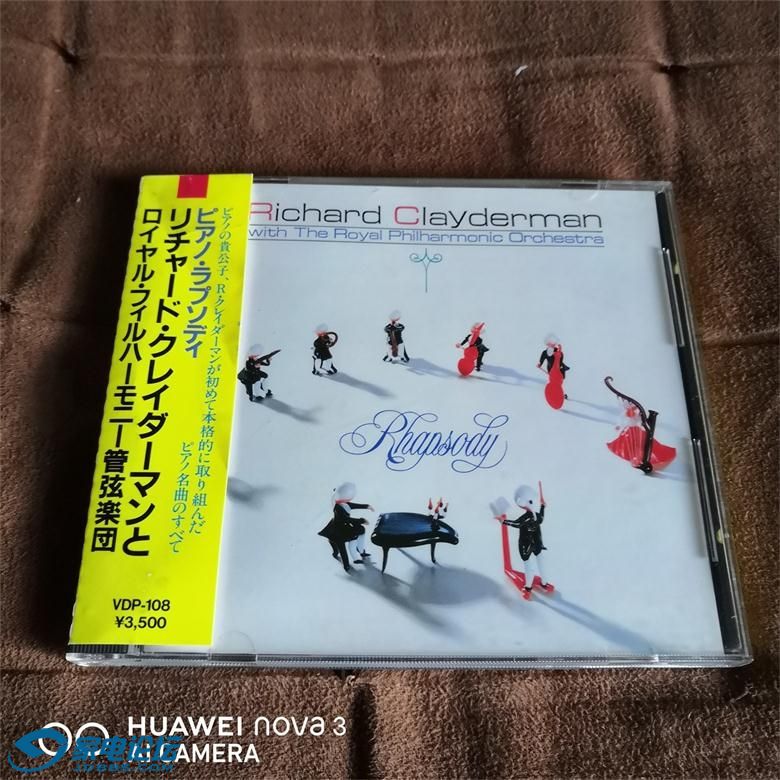 ピアノの貴公子、R・クレイダーマンが初めて本格的に取り組んだ
ピアノ名曲のすべて
ピアノ・ラプソディ
リチャード・クレイダーマンと
ロイヤル・フィルハーモニー管弦楽団
VDP-108
¥3,500
Richard Clayderman
with The Royal Philharmonic Orchestra
Rhapsody
HUAWEI nova 3
AI CAMERA